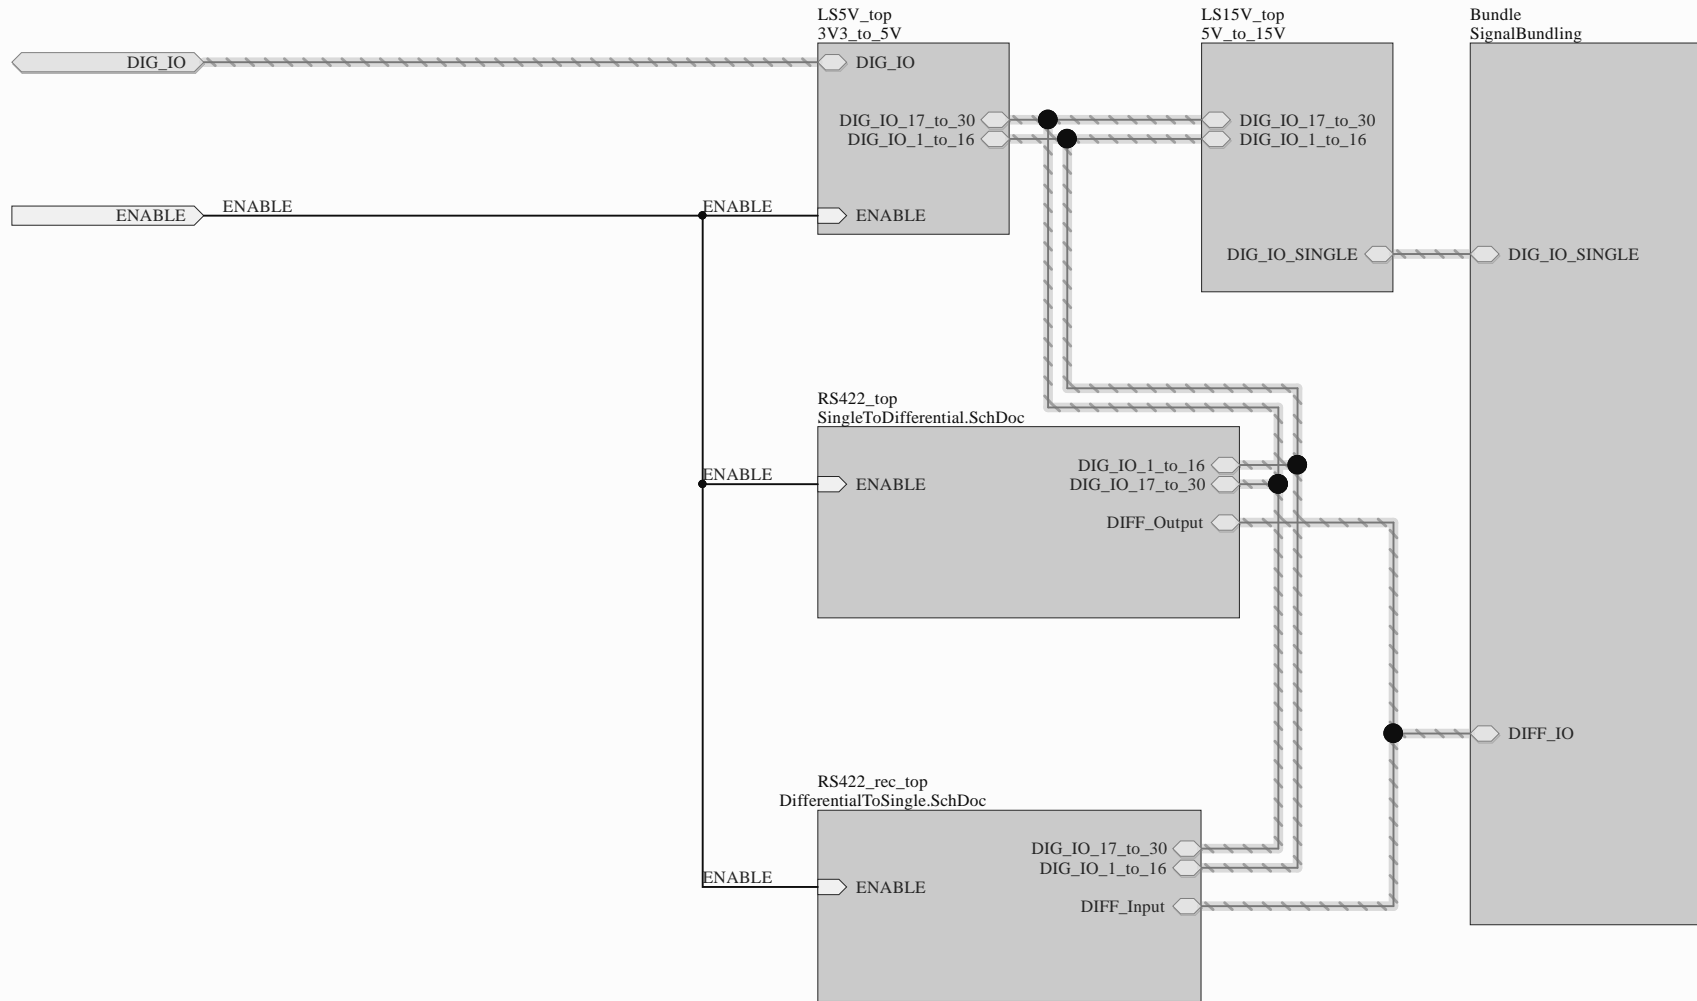 LS5V_top
3V3_to_5V
LS15V_top
5V_to_15V
Bundle
SignalBundling
DIG_IO
DIG_IO
DIG_IO_17_to_30
DIG_IO_1_to_16
DIG_IO_17_to_30
DIG_IO_1_to_16
ENABLE
ENABLE
ENABLE
ENABLE
DIG_IO_SINGLE
DIG_IO_SINGLE
RS422_top
SingleToDifferential.SchDoc
ENABLE
ENABLE
DIG_IO_1_to_16
DIG_IO_17_to_30
DIFF_Output
DIFF_IO
RS422_rec_top
DifferentialToSingle.SchDoc
DIG_IO_17_to_30
DIG_IO_1_to_16
ENABLE
ENABLE
DIFF_Input